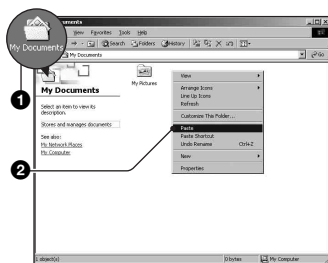 My Documents
View Favorites Tools Help
Search Folders History
My Documents
Go
1
My Documents
My Pictures
Select an item to view its
description.
Stores and manages documents
See also:
My Network Places
My Computer
View
Arrange Icons
Line Up Icons
Refresh
Customize This Folder...
Paste
Paste Shortcut
Undo Rename Ctrl+Z
New
Properties
2
1 object(s)
0 bytes
My Computer